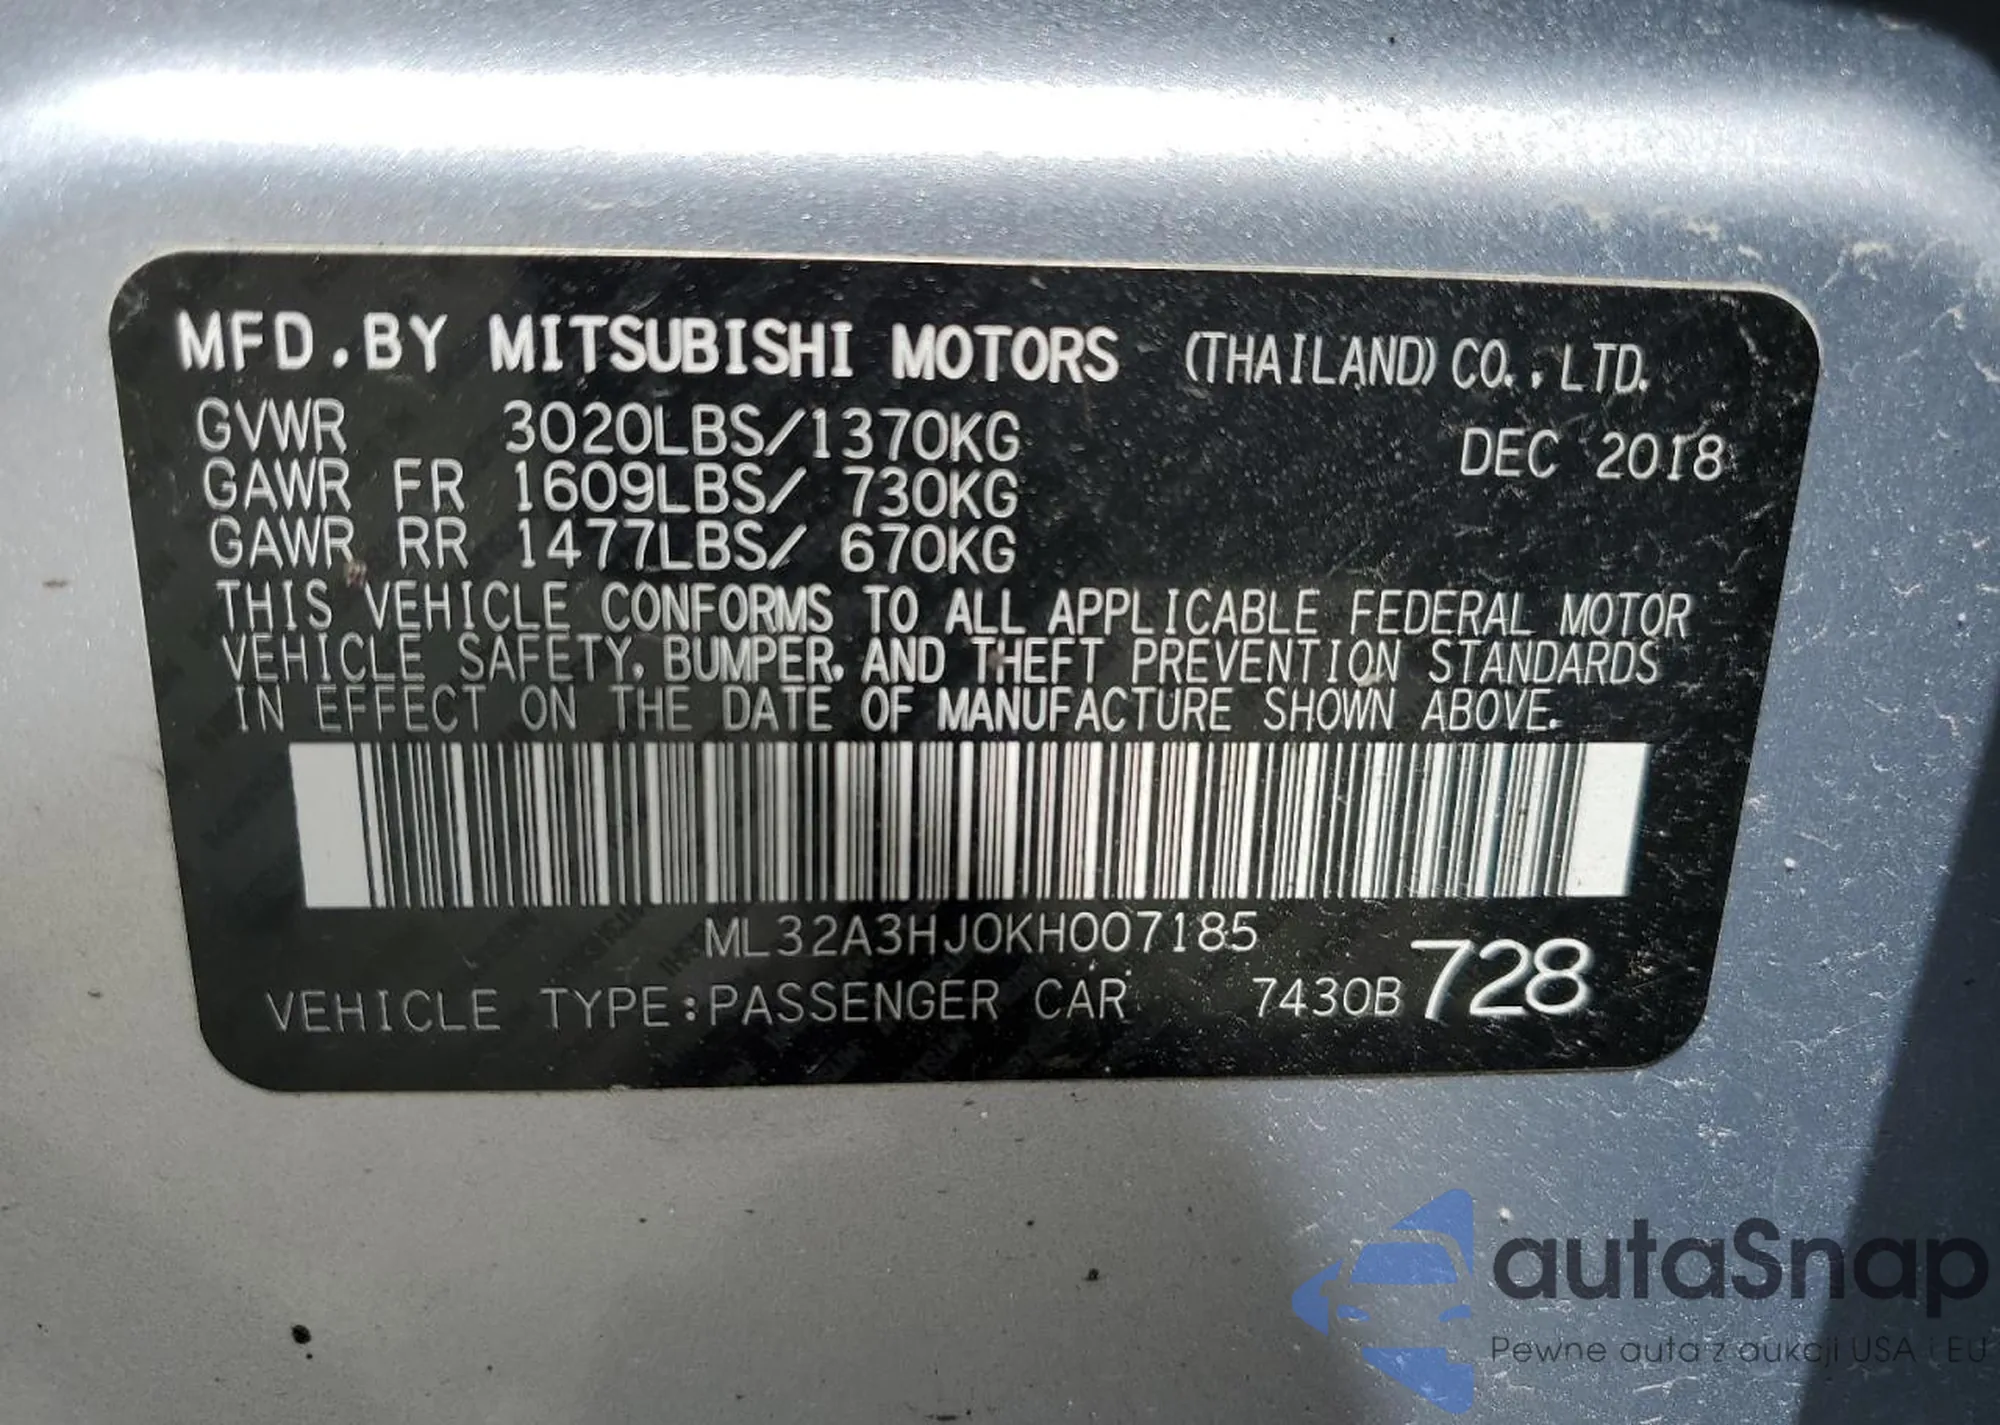 MFD.BY MITSUBISHI MOTORS (THAILAND) CO.,LTD.
GVWR 3020LBS/1370KG DEC 2018
GAWR FR 1609LBS/ 730KG
GAWR RR 1477LBS/ 670KG
THIS VEHICLE CONFORMS TO ALL APPLICABLE FEDERAL MOTOR
VEHICLE SAFETY, BUMPER, AND THEFT PREVENTION STANDARDS
IN EFFECT ON THE DATE OF MANUFACTURE SHOWN ABOVE.
ML32A3HJ0KH007185
VEHICLE TYPE:PASSENGER CAR 7430B 728
autaSnap
Pewne auta z aukcji USA i EU